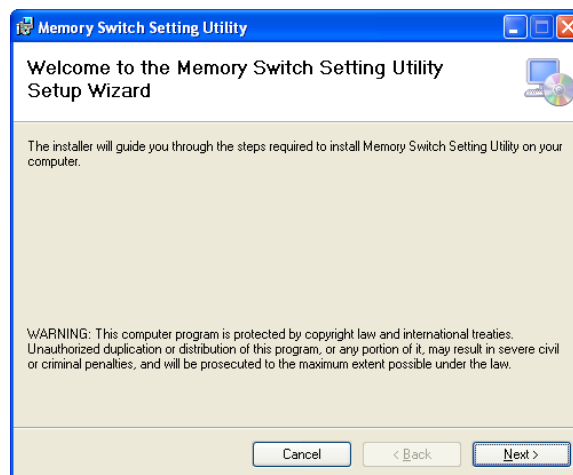 Memory Switch Setting Utility
Welcome to the Memory Switch Setting Utility
Setup Wizard
The installer will guide you through the steps required to install Memory Switch Setting Utility on your
computer.
WARNING: This computer program is protected by copyright law and international treaties.
Unauthorized duplication or distribution of this program, or any portion of it, may result in severe civil
or criminal penalties, and will be prosecuted to the maximum extent possible under the law.
Cancel < Back Next >